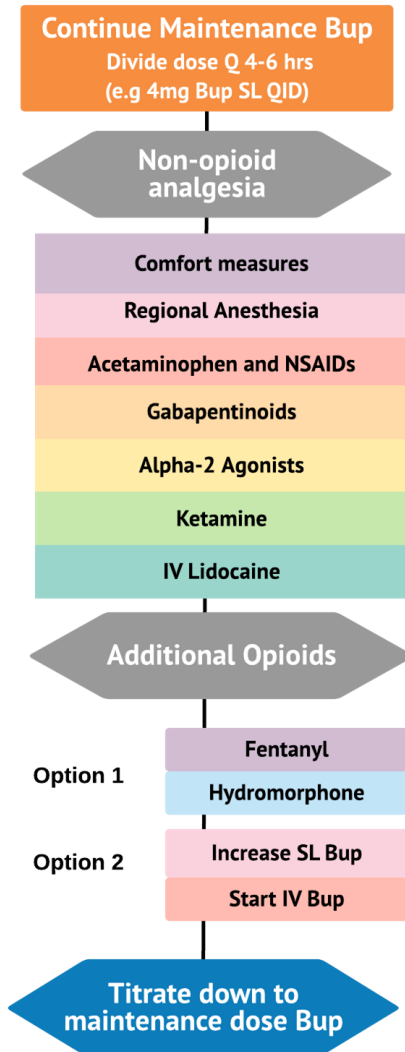 Continue Maintenance Bup
Divide dose Q 4-6 hrs
(e.g 4mg Bup SL QID)
Non-opioid
analgesia
Comfort measures
Regional Anesthesia
Acetaminophen and NSAIDs
Gabapentinoids
Alpha-2 Agonists
Ketamine
IV Lidocaine
Additional Opioids
Option 1
Fentanyl
Hydromorphone
Option 2
Increase SL Bup
Start IV Bup
Titrate down to
maintenance dose Bup